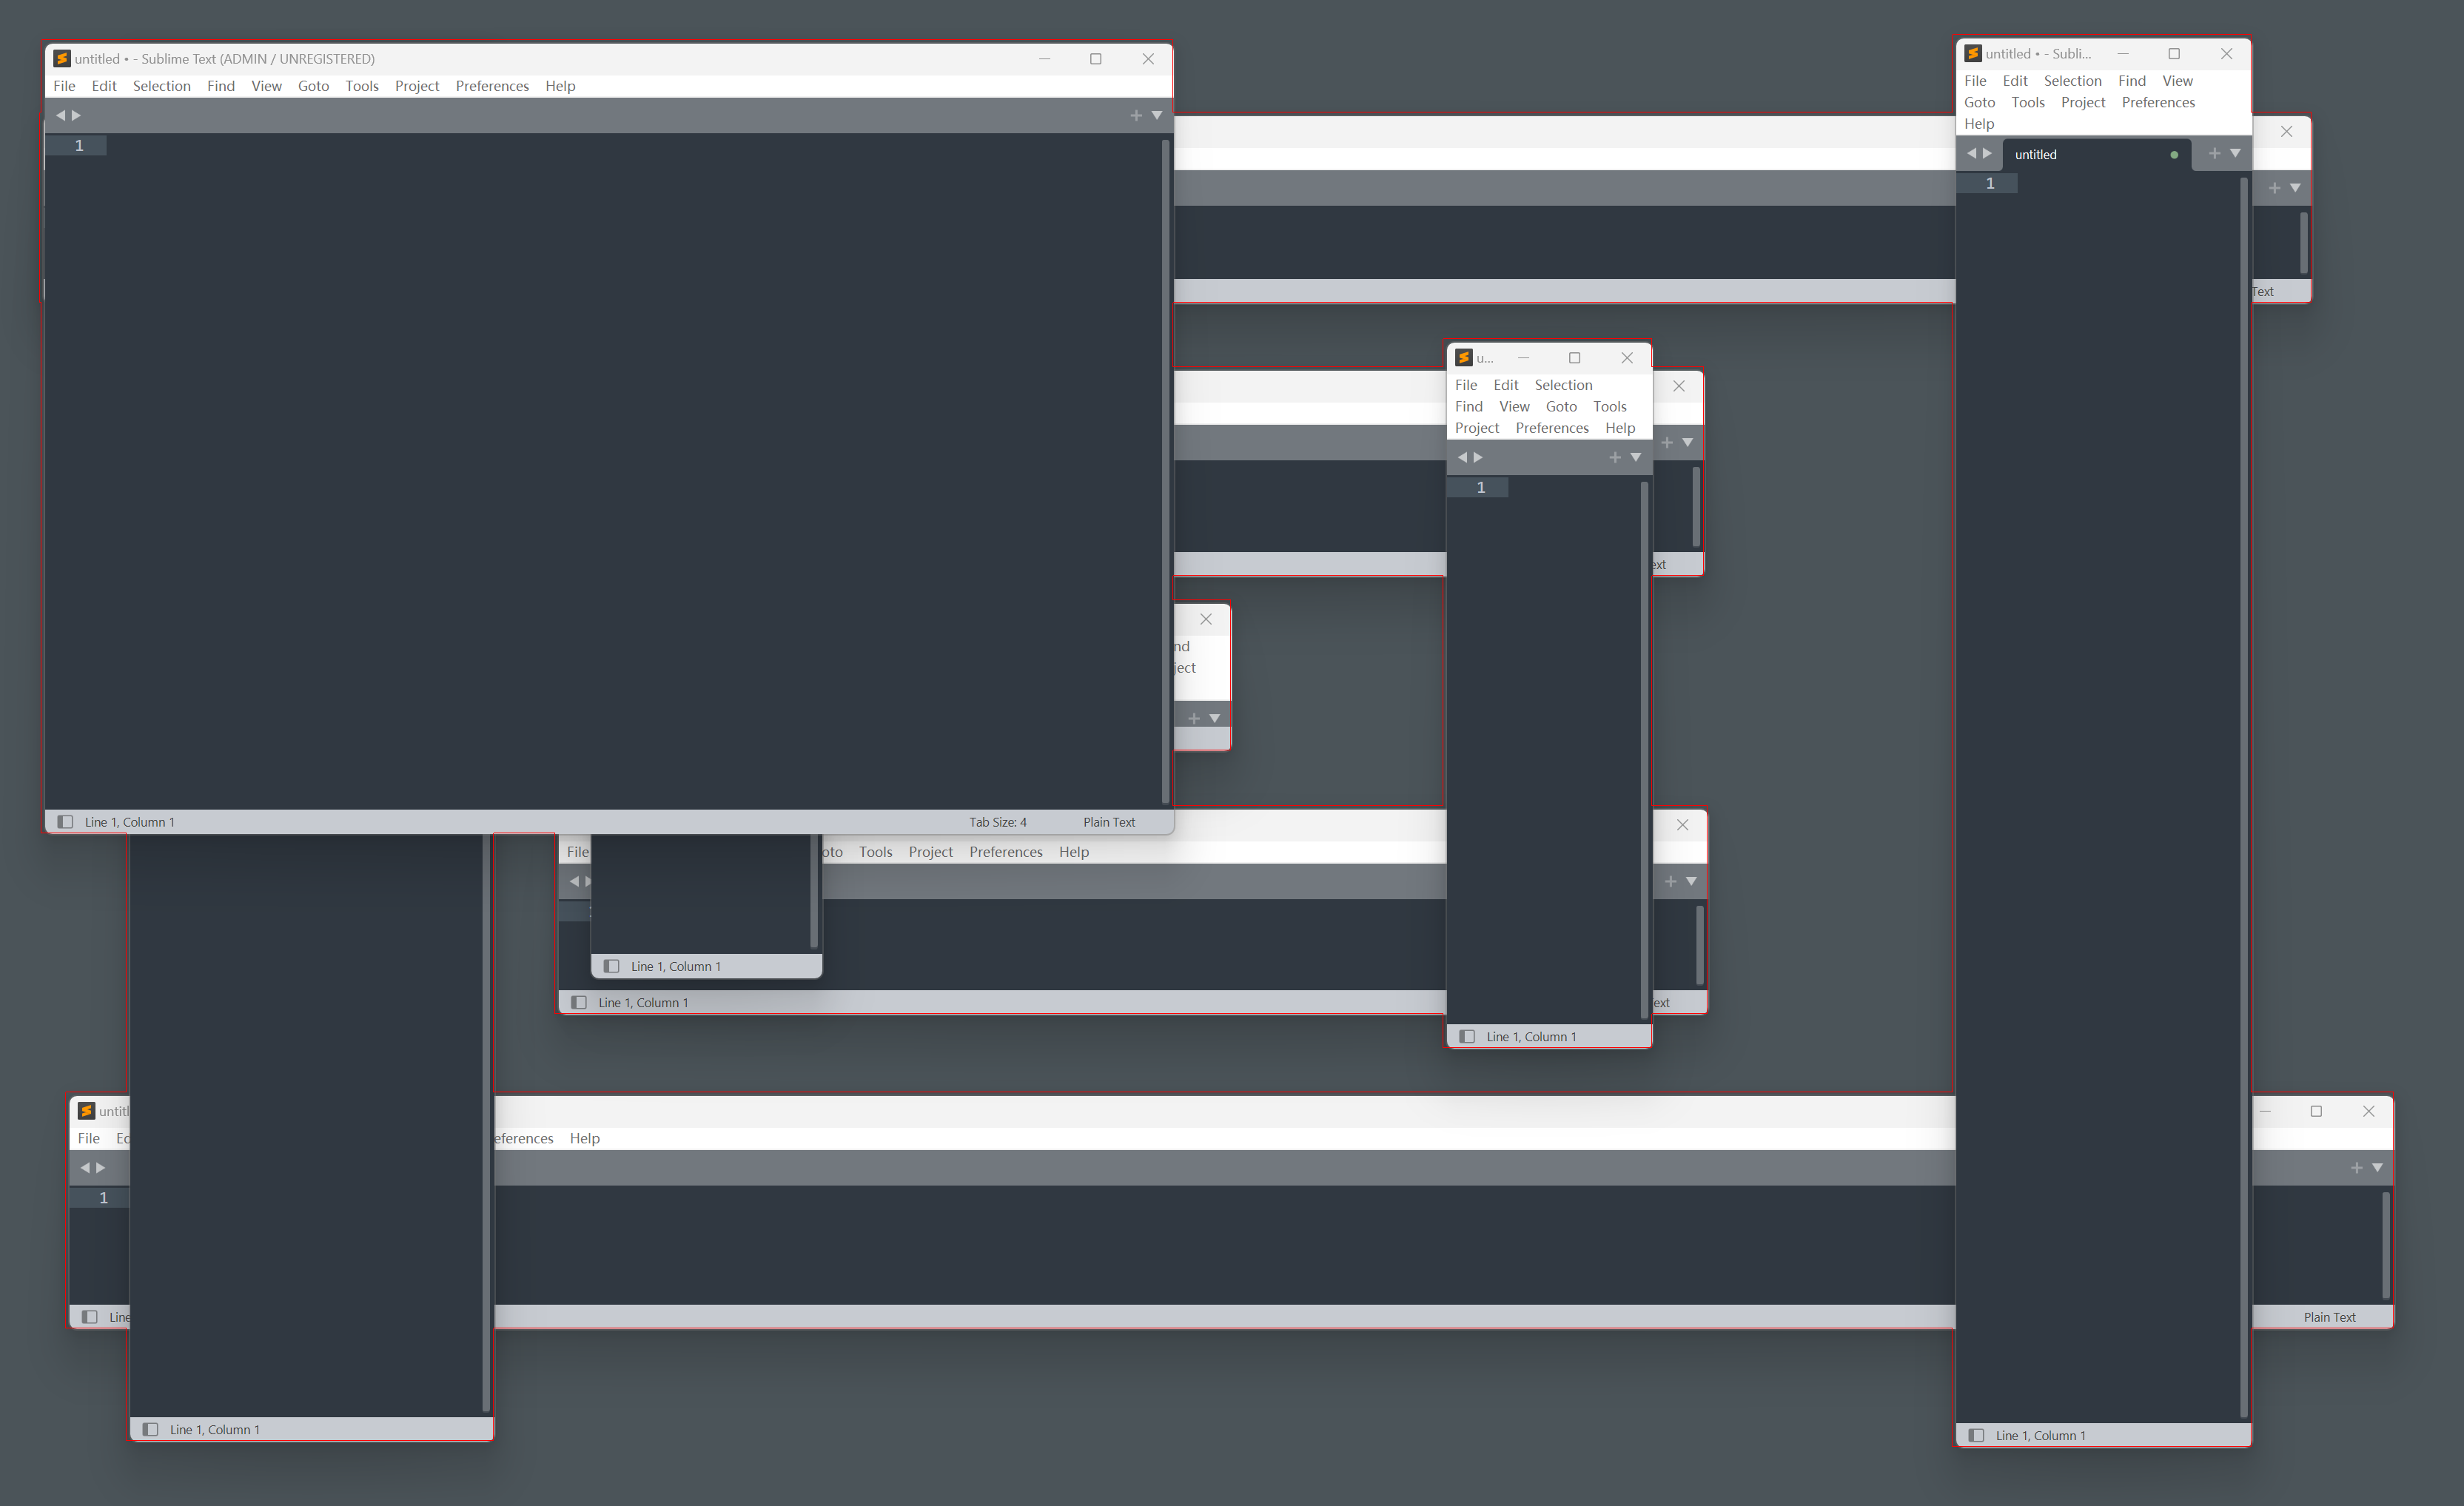 untitled • - Sublime Text (ADMIN / UNREGISTERED)
File Edit Selection Find View Goto Tools Project Preferences Help
1
Line 1, Column 1 Tab Size: 4 Plain Text
untitled • - Subli...
File Edit Selection Find View
Goto Tools Project Preferences
Help
untitled
1
Line 1, Column 1
Text
u...
File Edit Selection
Find View Goto Tools
Project Preferences Help
1
Line 1, Column 1
ext
nd
ject
File oto Tools Project Preferences Help
Line 1, Column 1
Line 1, Column 1 ext
untitl
File Ed eferences Help
1
Line Plain Text
Line 1, Column 1